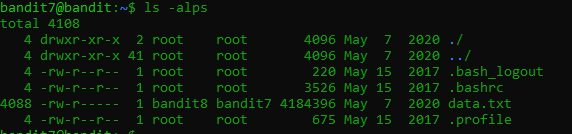 bandit7@bandit:~$ ls -alps
total 4108
   4 drwxr-xr-x  2 root    root       4096 May  7  2020 ./
   4 drwxr-xr-x 41 root    root       4096 May  7  2020 ../
   4 -rw-r--r--  1 root    root        220 May 15  2017 .bash_logout
   4 -rw-r--r--  1 root    root       3526 May 15  2017 .bashrc
4088 -rw-r-----  1 bandit8 bandit7 4184396 May  7  2020 data.txt
   4 -rw-r--r--  1 root    root        675 May 15  2017 .profile
bandit7@bandit:~$